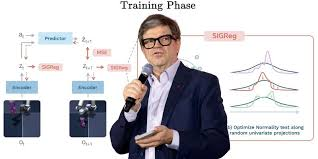 Training Phase
Predictor
MSE
SIGReg
SIGReg
SIGReg
Encoder
Encoder
Optimize Normality test along
random univariate projections